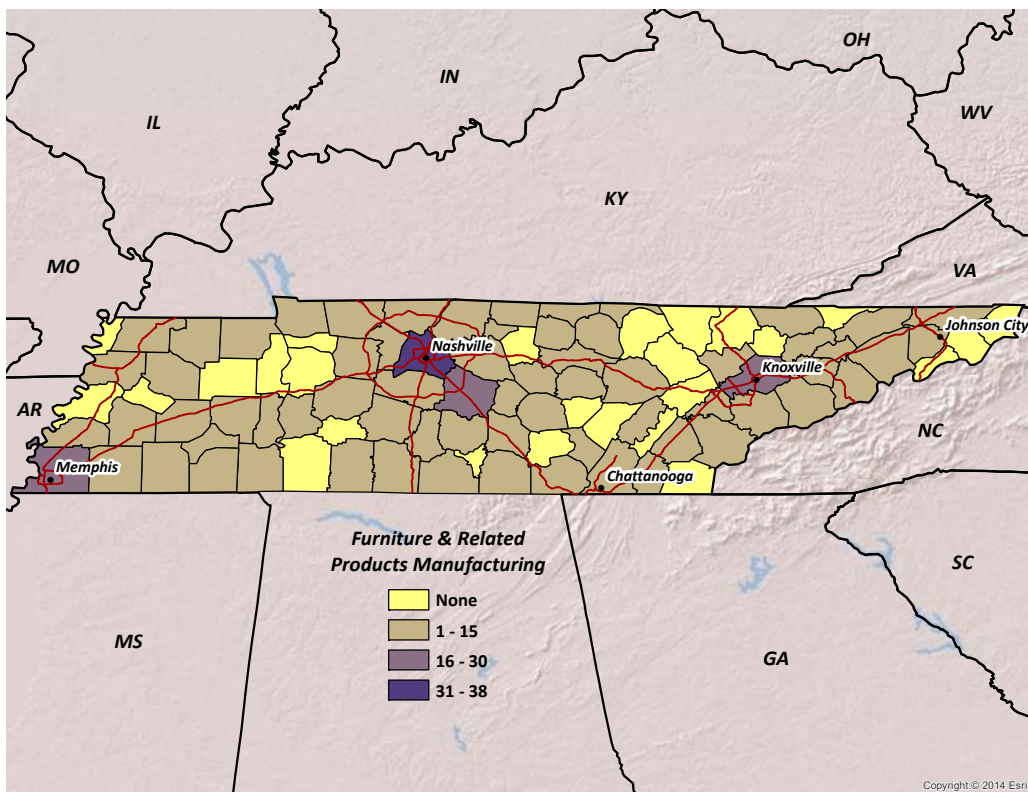 OH
IN
WV
IL
KY
MO
VA
Johnson City
Nashville
Knoxville
AR
NC
Memphis
Chattanooga
Furniture & Related
Products Manufacturing
None
1 - 15
16 - 30
31 - 38
SC
MS
GA
Copyright:© 2014 Esri